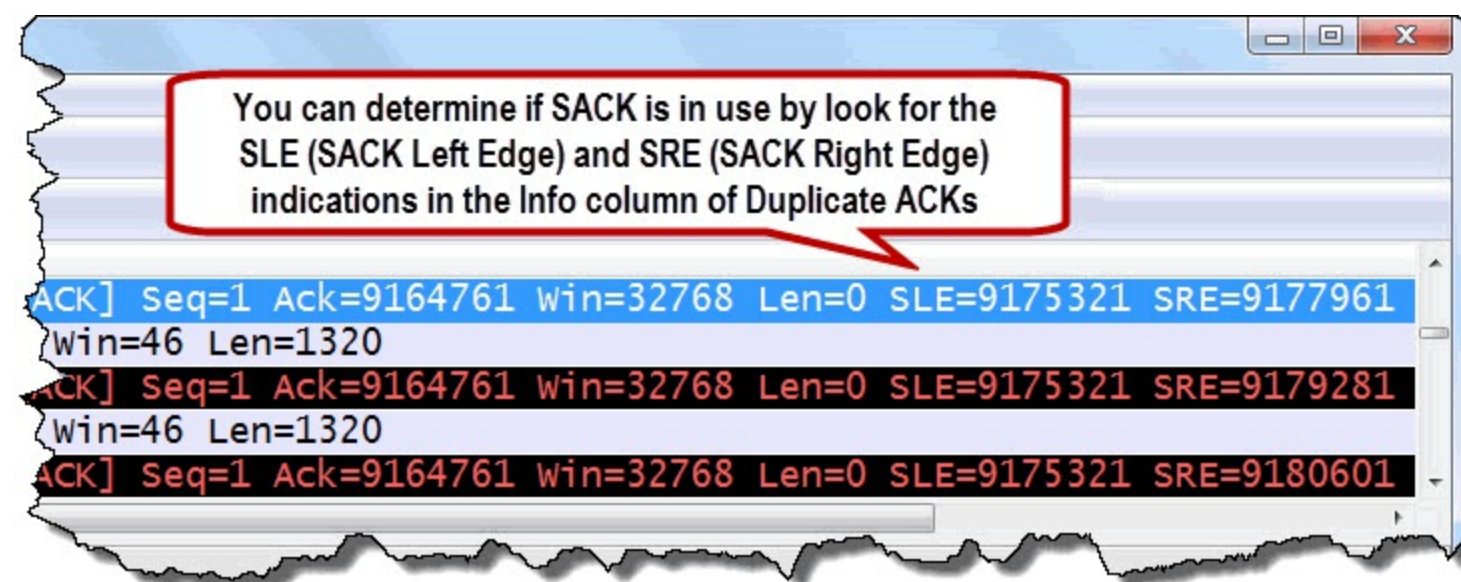 You can determine if SACK is in use by look for the
SLE (SACK Left Edge) and SRE (SACK Right Edge)
indications in the Info column of Duplicate ACKs
ACK] Seq=1 Ack=9164761 Win=32768 Len=0 SLE=9175321 SRE=9177961
Win=46 Len=1320
ACK] Seq=1 Ack=9164761 Win=32768 Len=0 SLE=9175321 SRE=9179281
Win=46 Len=1320
ACK] Seq=1 Ack=9164761 Win=32768 Len=0 SLE=9175321 SRE=9180601